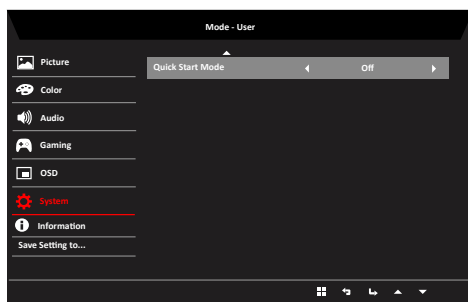 Mode - User
Picture
Quick Start Mode Off
Color
Audio
Gaming
OSD
System
Information
Save Setting to...